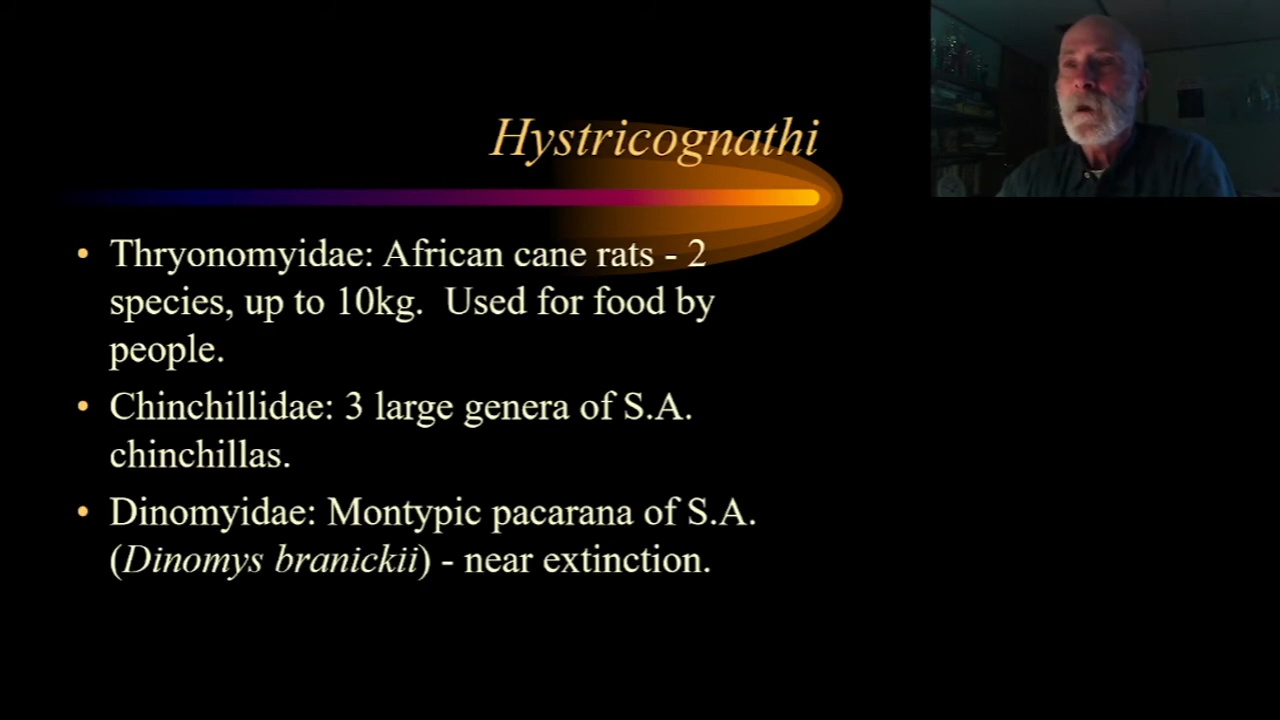 Hystricognathi
• Thryonomyidae: African cane rats - 2
species, up to 10kg. Used for food by
people.
• Chinchillidae: 3 large genera of S.A.
chinchillas.
• Dinomyidae: Montypic pacarana of S.A.
(Dinomys branickii) - near extinction.